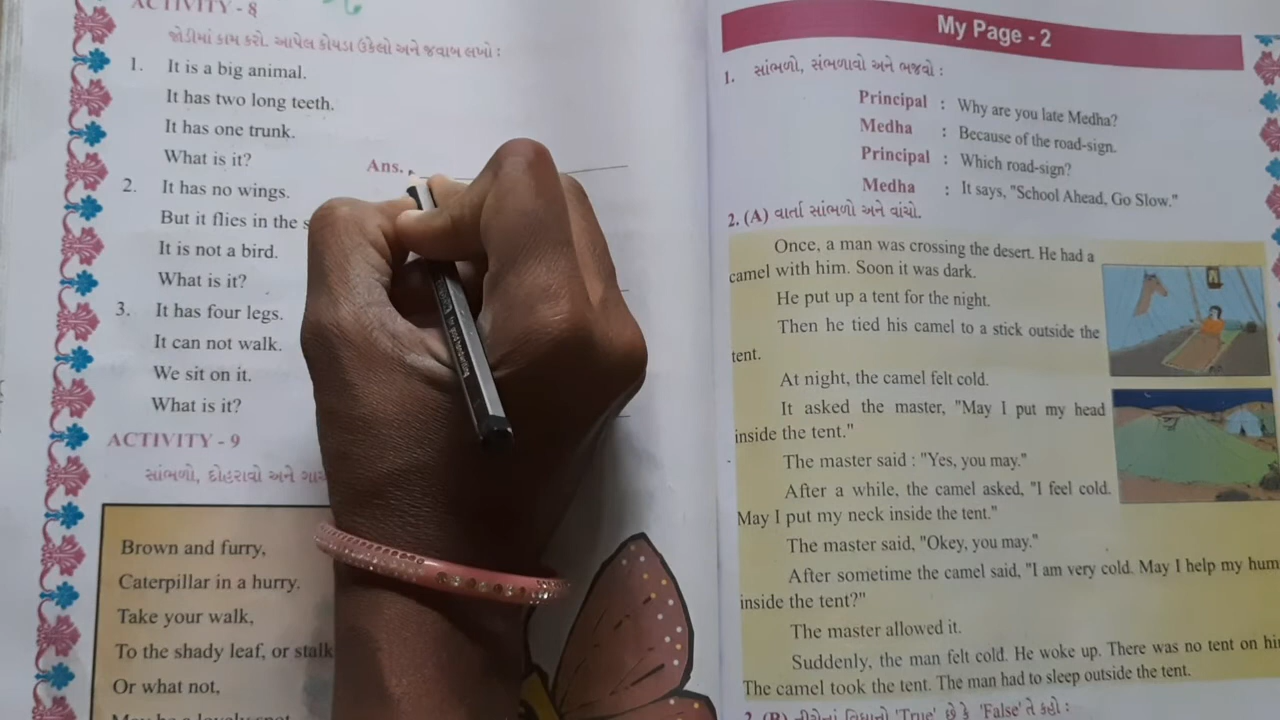 ACTIVITY - 8
જોડીમાં કામ કરો. આપેલ કોયડા ઉકેલો અને જવાબ લખો :
1. It is a big animal.
It has two long teeth.
It has one trunk.
What is it?
Ans.
2. It has no wings.
But it flies in the s
It is not a bird.
What is it?
3. It has four legs.
It can not walk.
We sit on it.
What is it?
ACTIVITY - 9
સાંભળો, દોહરાવો અને ગા
Brown and furry,
Caterpillar in a hurry.
Take your walk,
To the shady leaf, or stalk
Or what not,
May be a lovely spot
My Page - 2
1. સાંભળો, સંભળાવો અને ભજવો :
Principal : Why are you late Medha?
Medha : Because of the road-sign.
Principal : Which road-sign?
Medha : It says, "School Ahead, Go Slow."
2. (A) વાર્તા સાંભળો અને વાંચો.
Once, a man was crossing the desert. He had a
camel with him. Soon it was dark.
He put up a tent for the night.
Then he tied his camel to a stick outside the
tent.
At night, the camel felt cold.
It asked the master, "May I put my head
inside the tent."
The master said : "Yes, you may."
After a while, the camel asked, "I feel cold.
May I put my neck inside the tent."
The master said, "Okey, you may."
After sometime the camel said, "I am very cold. May I help my hum
inside the tent?"
The master allowed it.
Suddenly, the man felt cold. He woke up. There was no tent on hi
The camel took the tent. The man had to sleep outside the tent.
2. (B) નીચેનાં વિધાનો 'True' છે કે 'False' તે કહો :